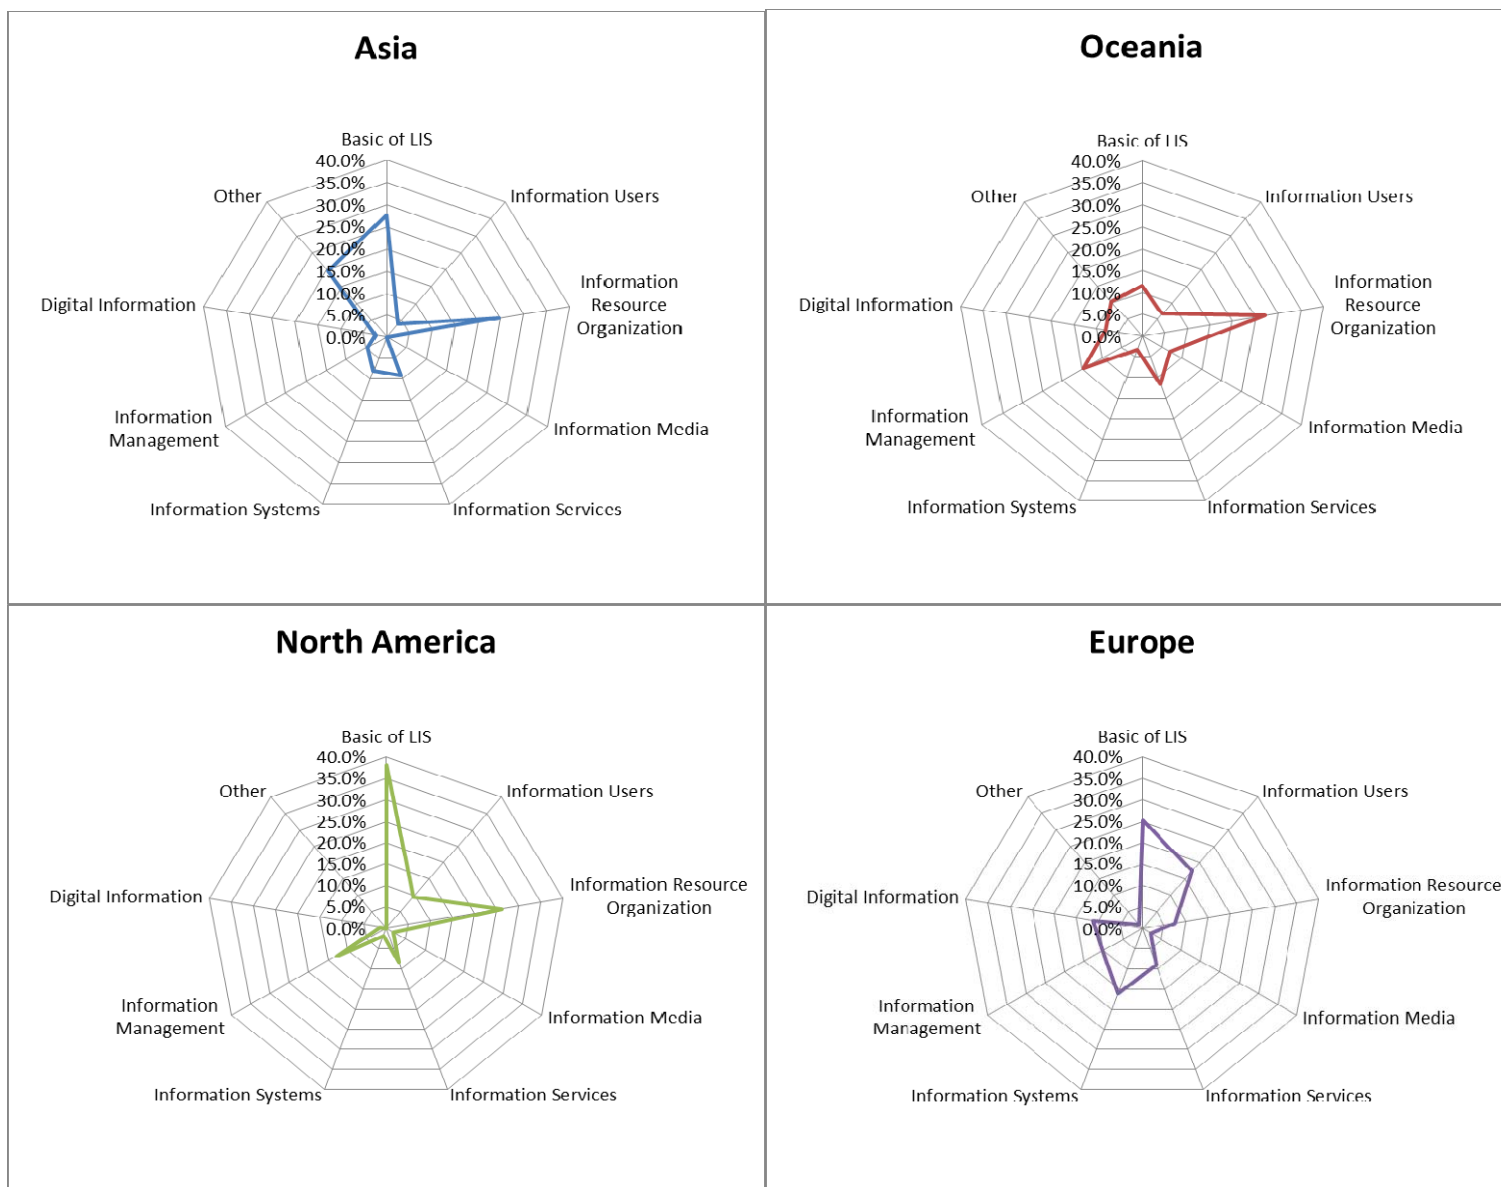 Asia
Basic of LIS
40.0%
35.0%
30.0%
25.0%
20.0%
15.0%
10.0%
5.0%
0.0%
Information Users
Information
Resource
Organization
Information Media
Information Services
Information Systems
Information
Management
Digital Information
Other
Oceania
Basic of LIS
40.0%
35.0%
30.0%
25.0%
20.0%
15.0%
10.0%
5.0%
0.0%
Information Users
Information
Resource
Organization
Information Media
Information Services
Information Systems
Information
Management
Digital Information
Other
North America
Basic of LIS
40.0%
35.0%
30.0%
25.0%
20.0%
15.0%
10.0%
5.0%
0.0%
Information Users
Information Resource
Organization
Information Media
Information Services
Information Systems
Information
Management
Digital Information
Other
Europe
Basic of LIS
40.0%
35.0%
30.0%
25.0%
20.0%
15.0%
10.0%
5.0%
0.0%
Information Users
Information Resource
Organization
Information Media
Information Services
Information Systems
Information
Management
Digital Information
Other